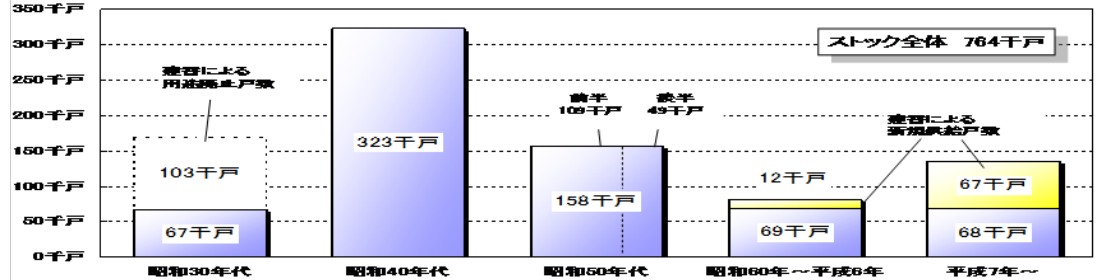 350千戸
300千戸
250千戸
200千戸
150千戸
100千戸
50千戸
0千戸
ストック全体 764千戸
建替による
用途廃止戸数
103千戸
67千戸
323千戸
前半
109千戸
後半
49千戸
158千戸
12千戸
69千戸
建替による
新規供給戸数
67千戸
68千戸
昭和30年代
昭和40年代
昭和50年代
昭和60年～平成6年
平成7年～